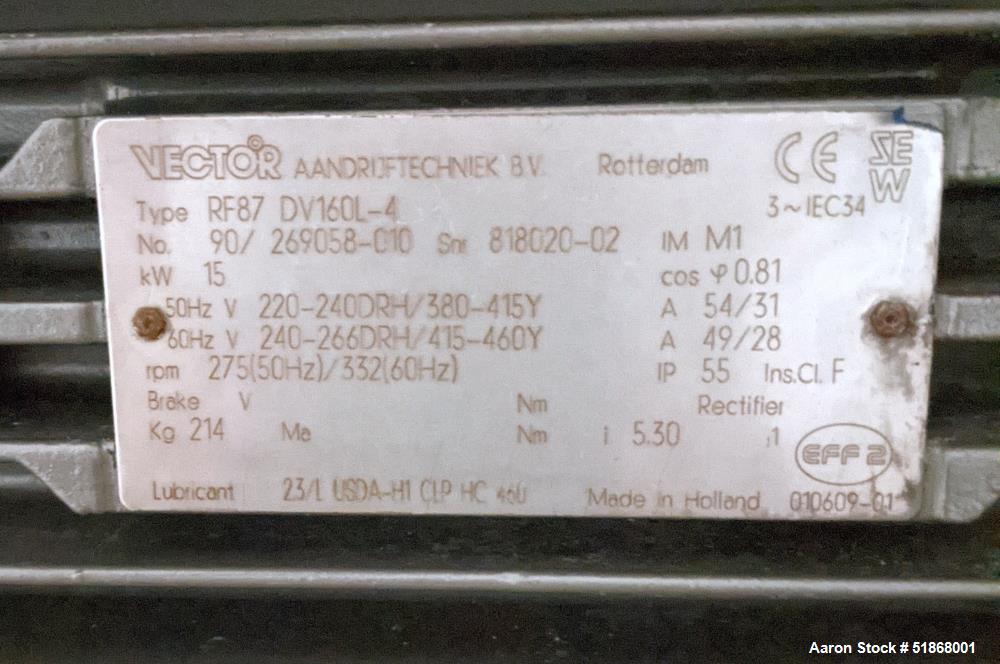 VECTOR AANDRIJFTECHNIEK B.V. Rotterdam CE SEW
3~IEC34
Type RF87 DV160L-4
No. 90/ 269058-010 Snr 818020-02 IM M1
kW 15 cos φ 0.81
50Hz V 220-240DRH/380-415Y A 54/31
60Hz V 240-266DRH/415-460Y A 49/28
rpm 275(50Hz)/332(60Hz) IP 55 Ins.Cl. F
Brake V Nm Rectifier
Kg 214 Ma Nm i 5.30 :1
EFF 2
Lubricant 23/L USDA-H1 CLP HC 460 Made in Holland 010609-01
Aaron Stock # 51868001